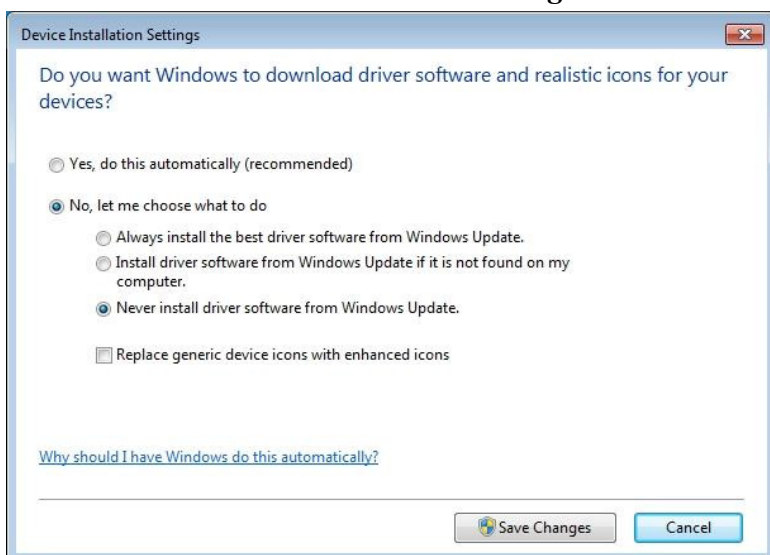 Device Installation Settings
Do you want Windows to download driver software and realistic icons for your
devices?
Yes, do this automatically (recommended)
No, let me choose what to do
Always install the best driver software from Windows Update.
Install driver software from Windows Update if it is not found on my
computer.
Never install driver software from Windows Update.
Replace generic device icons with enhanced icons
Why should I have Windows do this automatically?
Save Changes
Cancel